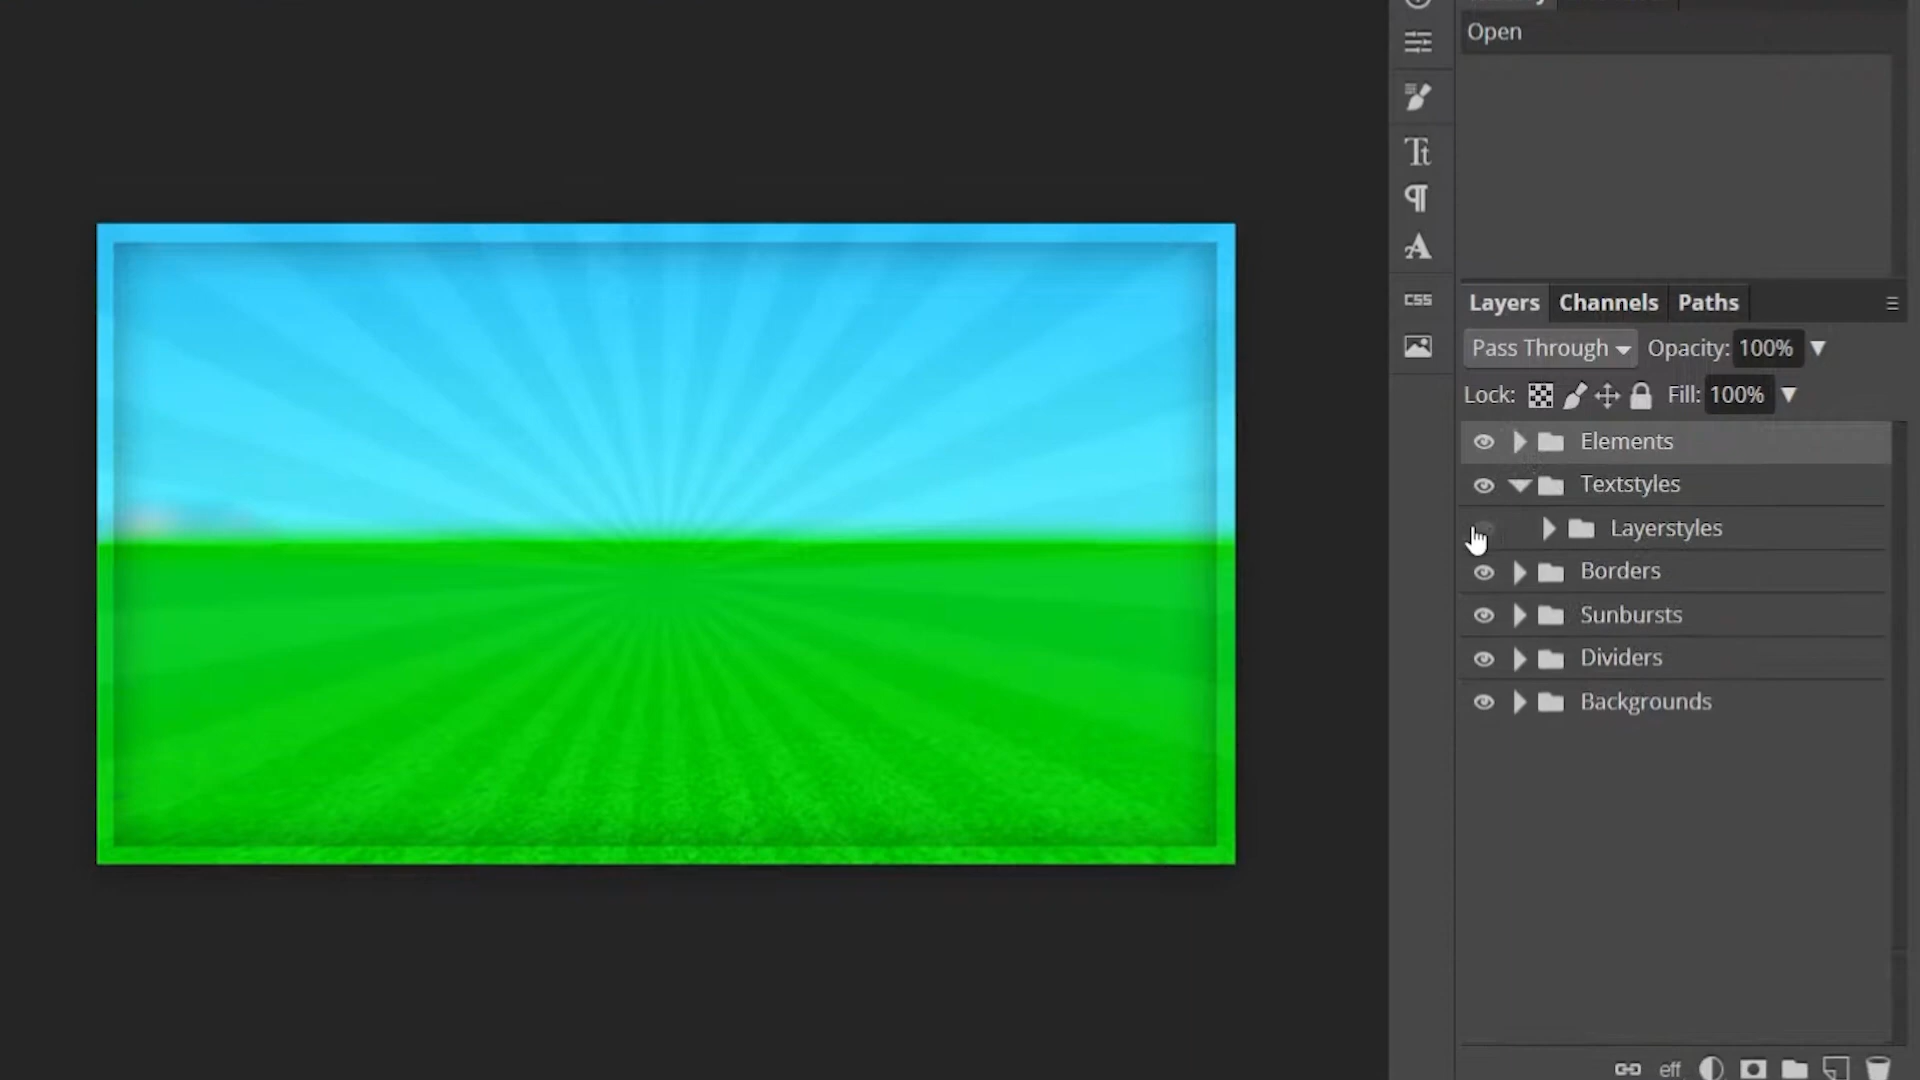 Open
Tt
A
CSS
Layers Channels Paths
Pass Through Opacity: 100%
Lock: Fill: 100%
Elements
Textstyles
Layerstyles
Borders
Sunbursts
Dividers
Backgrounds
eff